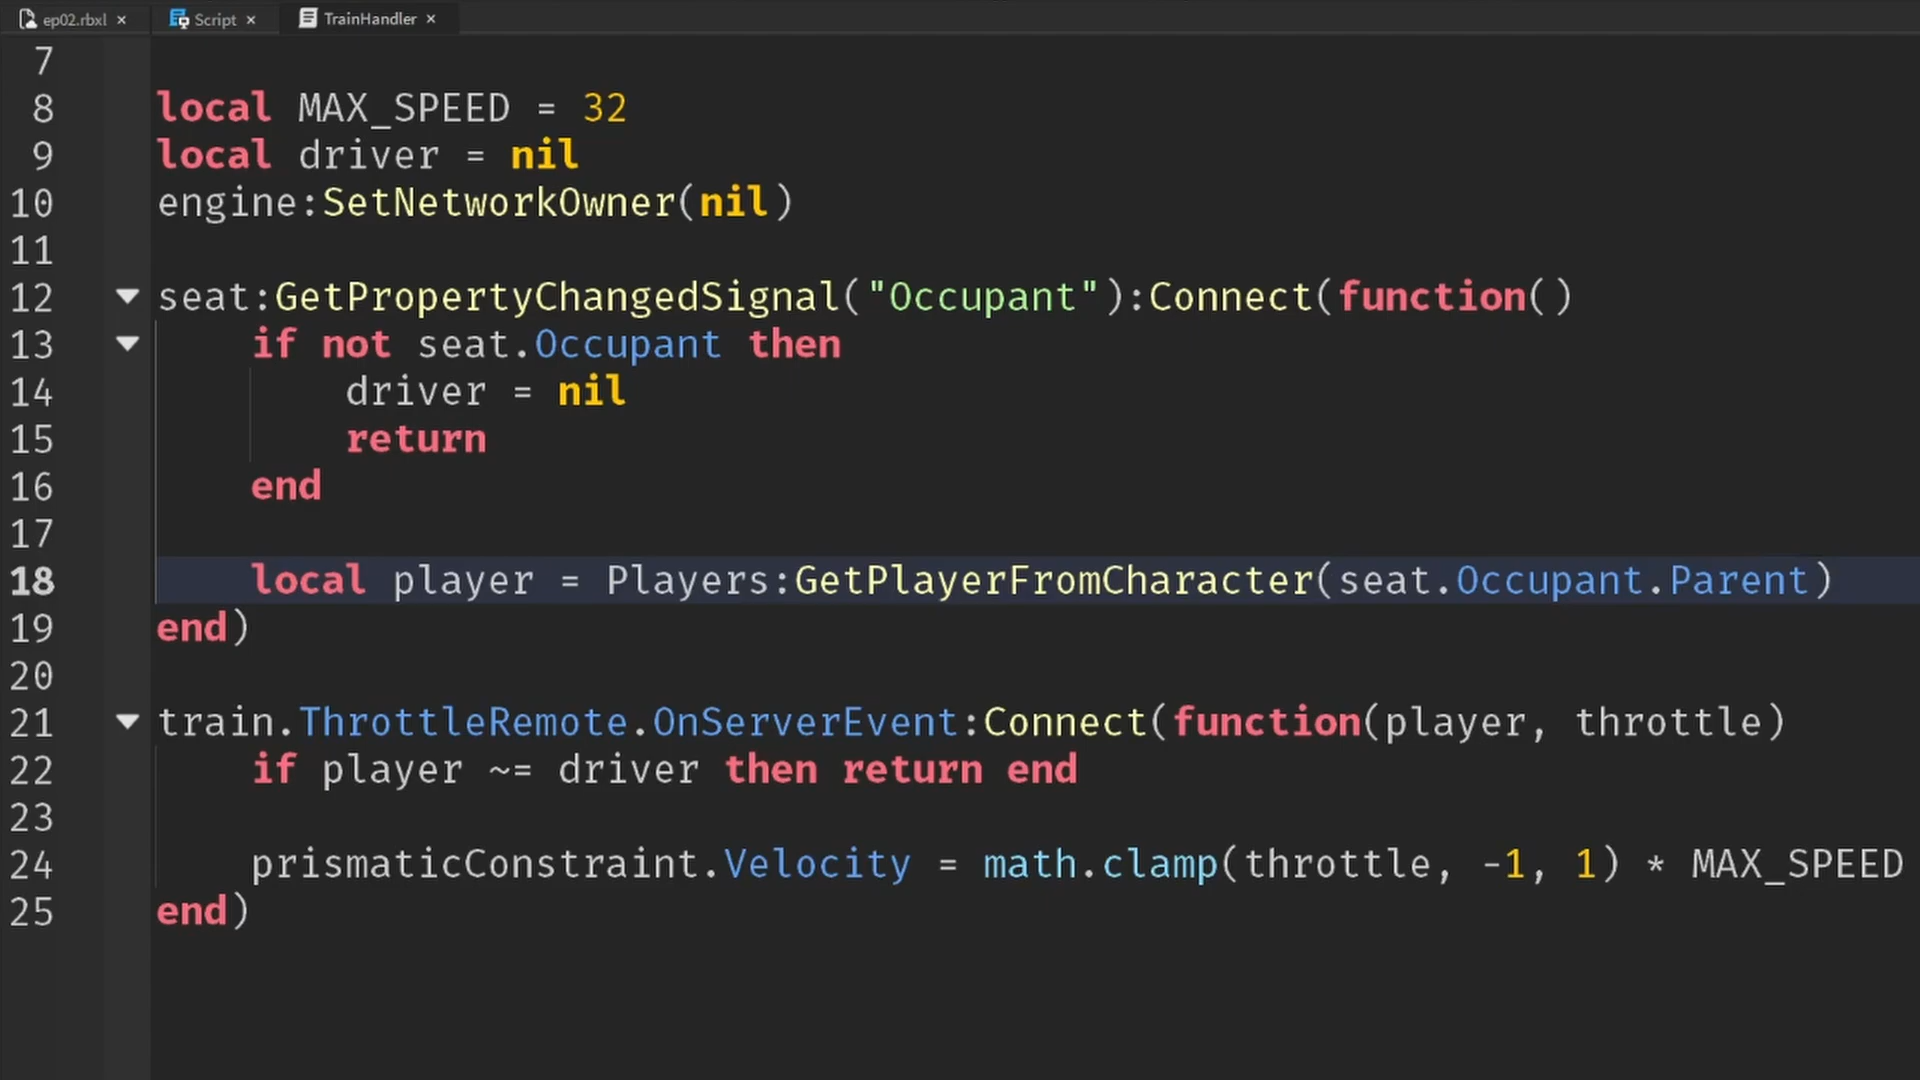 ep02.rbxl × Script × TrainHandler ×
7
8 local MAX_SPEED = 32
9 local driver = nil
10 engine:SetNetworkOwner(nil)
11
12 seat:GetPropertyChangedSignal("Occupant"):Connect(function()
13 if not seat.Occupant then
14 driver = nil
15 return
16 end
17
18 local player = Players:GetPlayerFromCharacter(seat.Occupant.Parent)
19 end)
20
21 train.ThrottleRemote.OnServerEvent:Connect(function(player, throttle)
22 if player ~= driver then return end
23
24 prismaticConstraint.Velocity = math.clamp(throttle, -1, 1) * MAX_SPEED
25 end)